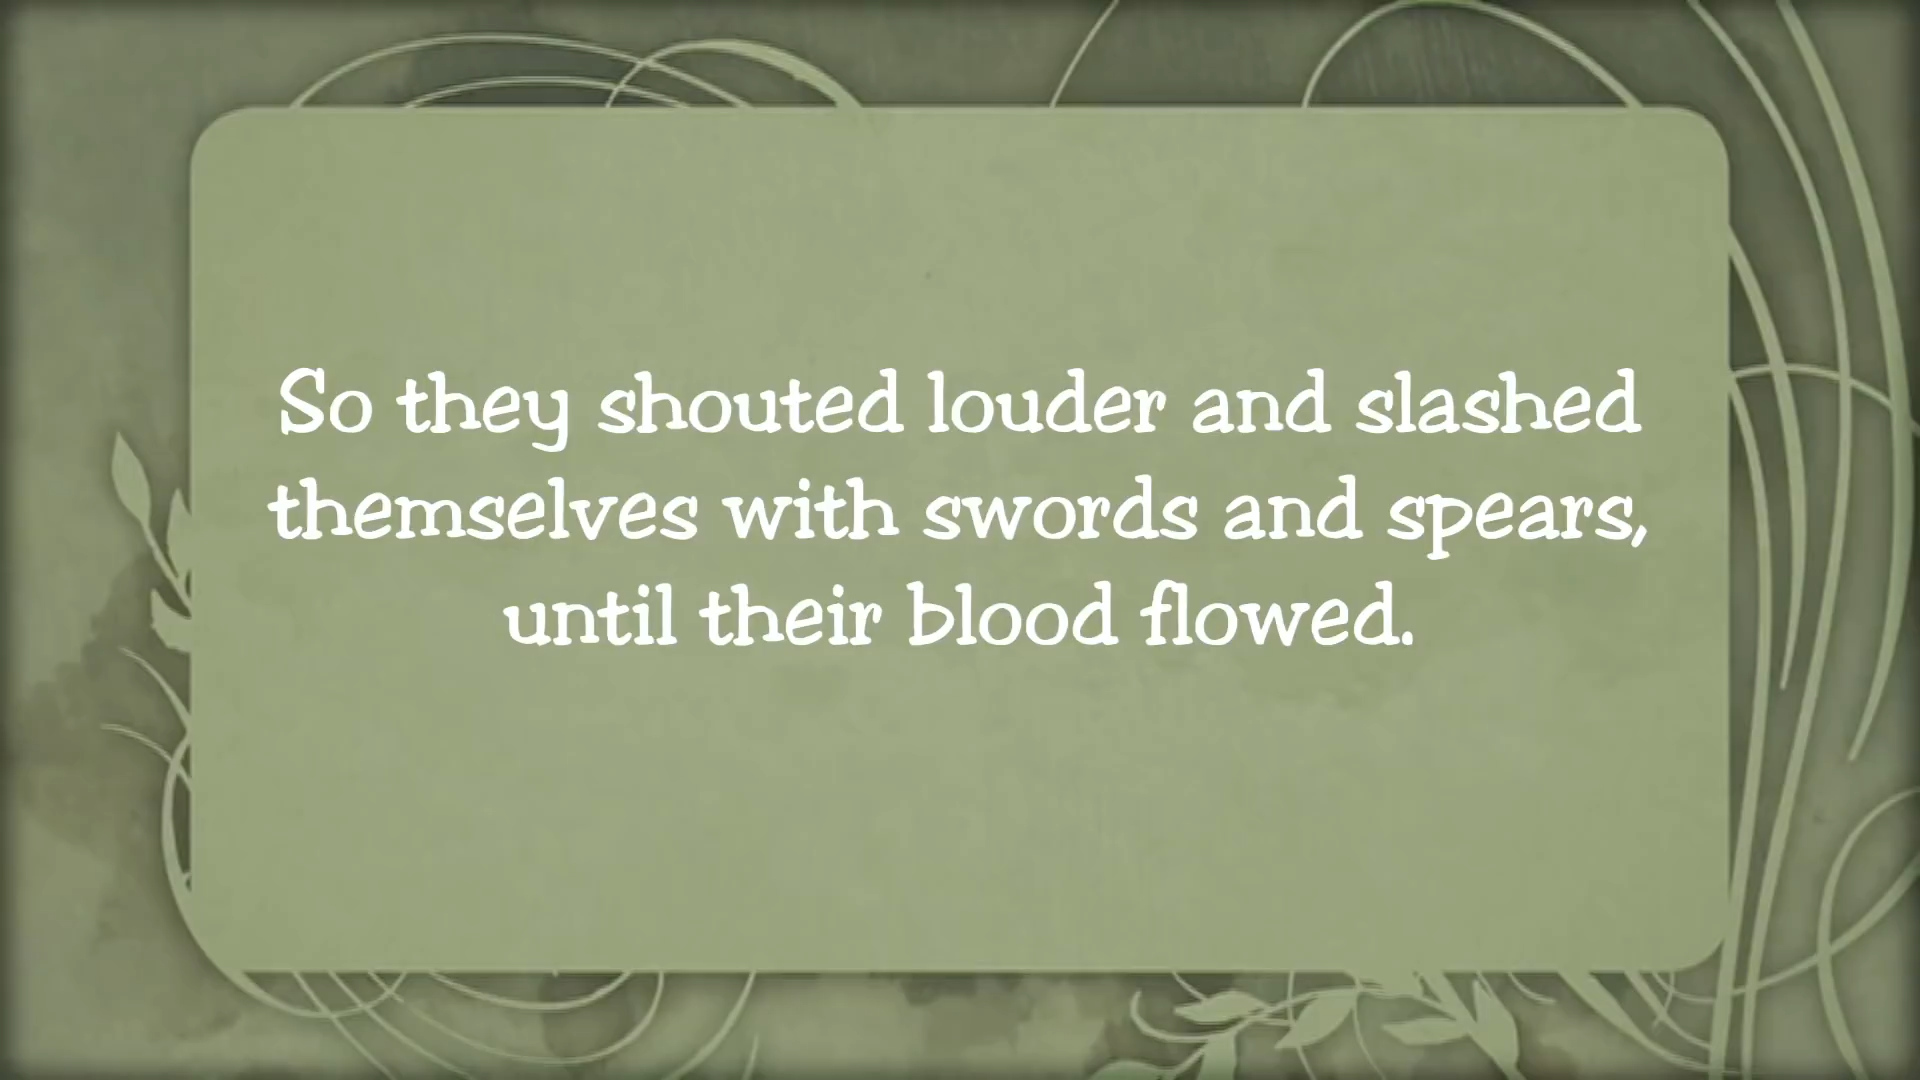 So they shouted louder and slashed
themselves with swords and spears,
until their blood flowed.